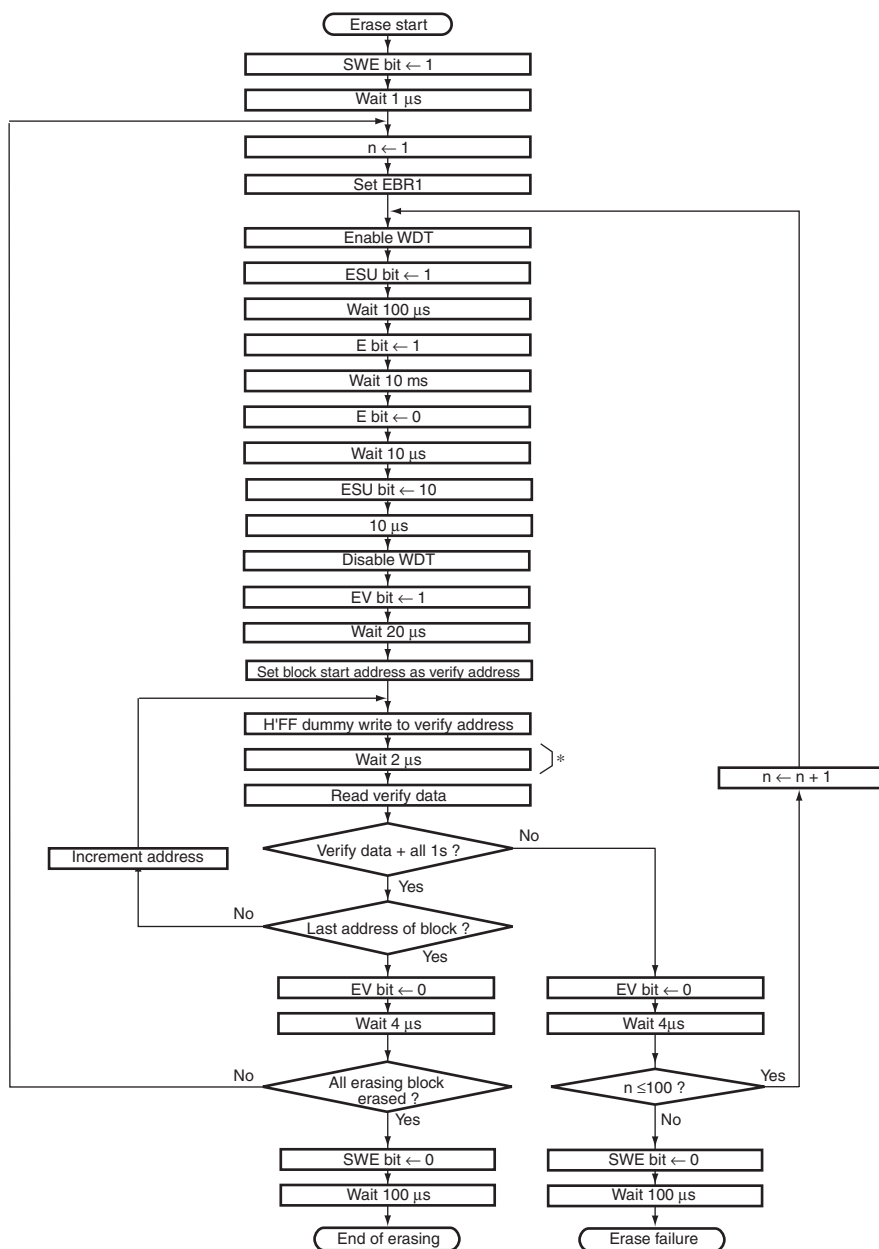 Erase start
SWE bit ← 1
Wait 1 μs
n ← 1
Set EBR1
Enable WDT
ESU bit ← 1
Wait 100 μs
E bit ← 1
Wait 10 ms
E bit ← 0
Wait 10 μs
ESU bit ← 10
10 μs
Disable WDT
EV bit ← 1
Wait 20 μs
Set block start address as verify address
H'FF dummy write to verify address
Wait 2 μs
*
n ← n + 1
Read verify data
No
Verify data + all 1s ?
Increment address
Yes
No
Last address of block ?
Yes
EV bit ← 0
EV bit ← 0
Wait 4 μs
Wait 4μs
No
All erasing block
erased ?
n ≤100 ?
Yes
Yes
No
SWE bit ← 0
SWE bit ← 0
Wait 100 μs
Wait 100 μs
End of erasing
Erase failure